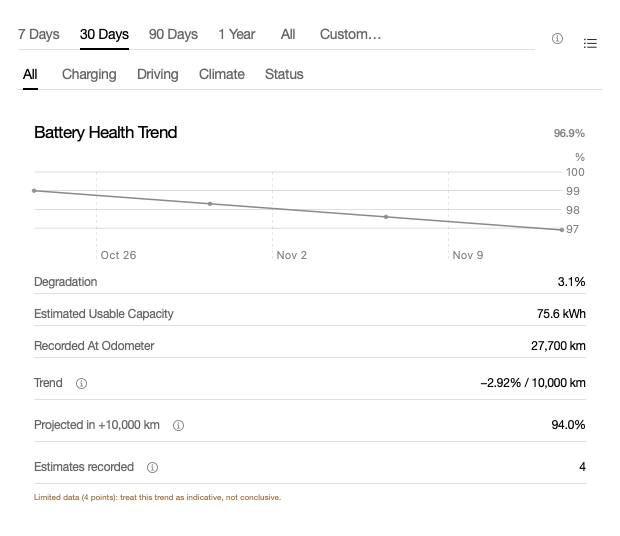 7 Days 30 Days 90 Days 1 Year All Custom...
All Charging Driving Climate Status
Battery Health Trend 96.9%
%
100
99
98
97
Oct 26 Nov 2 Nov 9
Degradation 3.1%
Estimated Usable Capacity 75.6 kWh
Recorded At Odometer 27,700 km
Trend −2.92% / 10,000 km
Projected in +10,000 km 94.0%
Estimates recorded 4
Limited data (4 points): treat this trend as indicative, not conclusive.